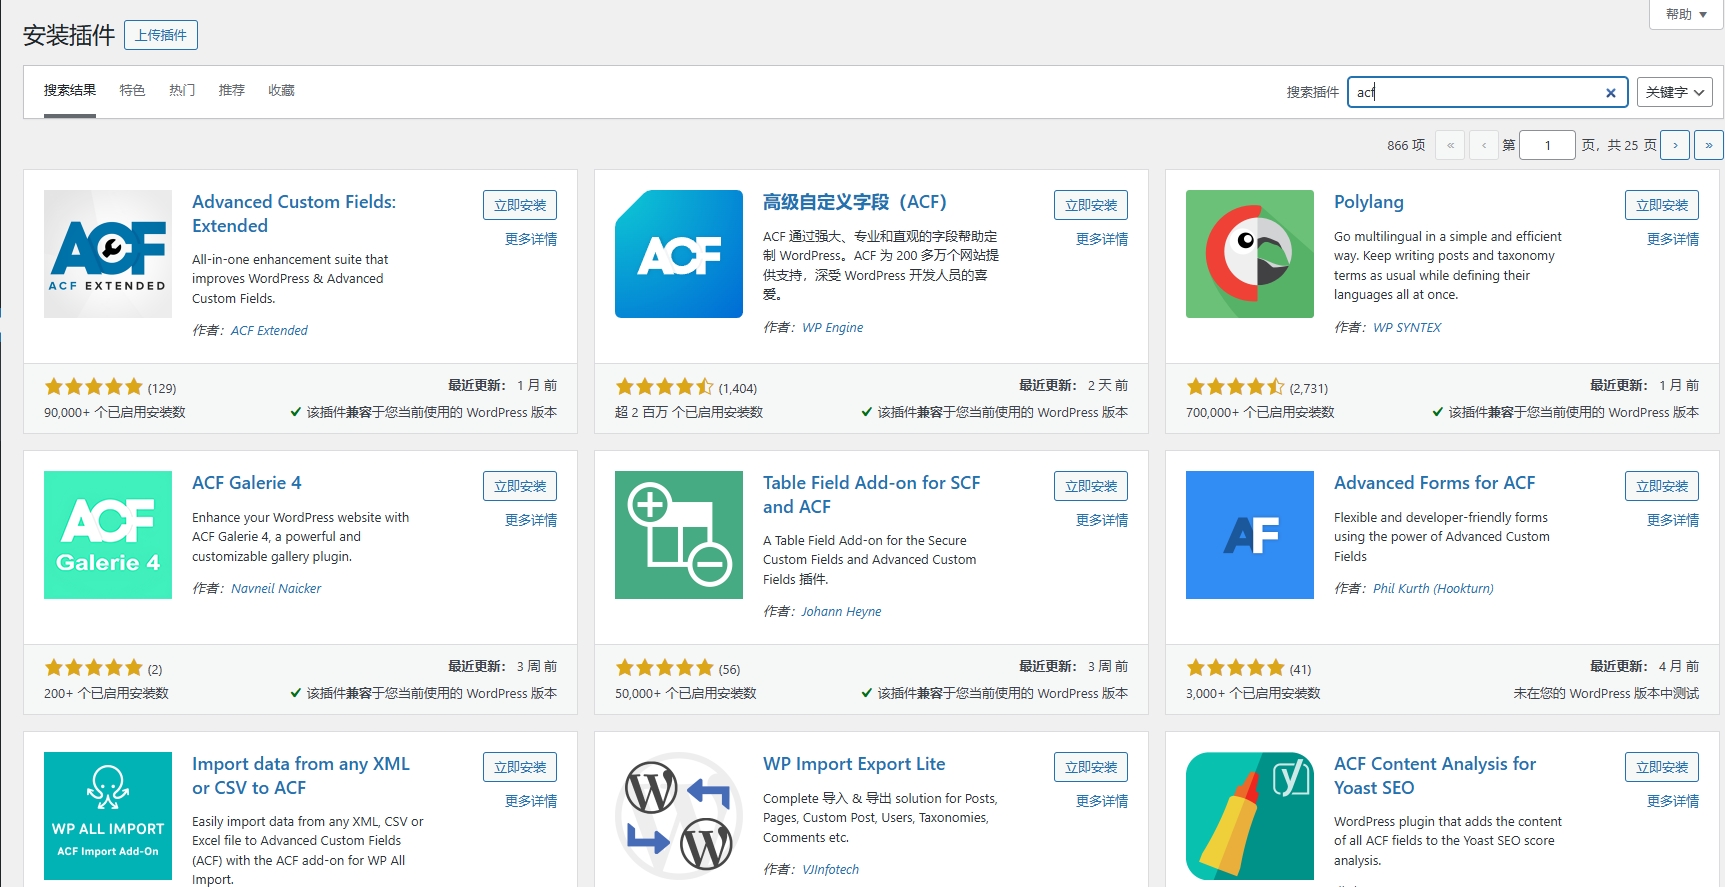 帮助
安装插件 上传插件
搜索结果 特色 热门 推荐 收藏 搜索插件 acf 关键字
866 项 « ‹ 第 1 页，共 25 页 › »
ACF
ACF EXTENDED
Advanced Custom Fields:
Extended
立即安装
更多详情
All-in-one enhancement suite that
improves WordPress & Advanced
Custom Fields.
作者： ACF Extended
(129)
最近更新： 1 月 前
90,000+ 个已启用安装数
该插件兼容于您当前使用的 WordPress 版本
ACF
高级自定义字段（ACF）
立即安装
更多详情
ACF 通过强大、专业和直观的字段帮助定
制 WordPress。ACF 为 200 多万个网站提
供支持，深受 WordPress 开发人员的喜
爱。
作者： WP Engine
(1,404)
最近更新： 2 天 前
超 2 百万 个已启用安装数
该插件兼容于您当前使用的 WordPress 版本
Polylang
立即安装
更多详情
Go multilingual in a simple and efficient
way. Keep writing posts and taxonomy
terms as usual while defining their
languages all at once.
作者： WP SYNTEX
(2,731)
最近更新： 1 月 前
700,000+ 个已启用安装数
该插件兼容于您当前使用的 WordPress 版本
ACF
Galerie 4
ACF Galerie 4
立即安装
更多详情
Enhance your WordPress website with
ACF Galerie 4, a powerful and
customizable gallery plugin.
作者： Navneil Naicker
(2)
最近更新： 3 周 前
200+ 个已启用安装数
该插件兼容于您当前使用的 WordPress 版本
Table Field Add-on for SCF
and ACF
立即安装
更多详情
A Table Field Add-on for the Secure
Custom Fields and Advanced Custom
Fields 插件.
作者： Johann Heyne
(56)
最近更新： 3 周 前
50,000+ 个已启用安装数
该插件兼容于您当前使用的 WordPress 版本
AF
Advanced Forms for ACF
立即安装
更多详情
Flexible and developer-friendly forms
using the power of Advanced Custom
Fields
作者： Phil Kurth (Hookturn)
(41)
最近更新： 4 月 前
3,000+ 个已启用安装数
未在您的 WordPress 版本中测试
WP ALL IMPORT
ACF Import Add-On
Import data from any XML
or CSV to ACF
立即安装
更多详情
Easily import data from any XML, CSV or
Excel file to Advanced Custom Fields
(ACF) with the ACF add-on for WP All
Import.
WP Import Export Lite
立即安装
更多详情
Complete 导入 & 导出 solution for Posts,
Pages, Custom Post, Users, Taxonomies,
Comments etc.
作者： VJInfotech
y
ACF Content Analysis for
Yoast SEO
立即安装
更多详情
WordPress plugin that adds the content
of all ACF fields to the Yoast SEO score
analysis.